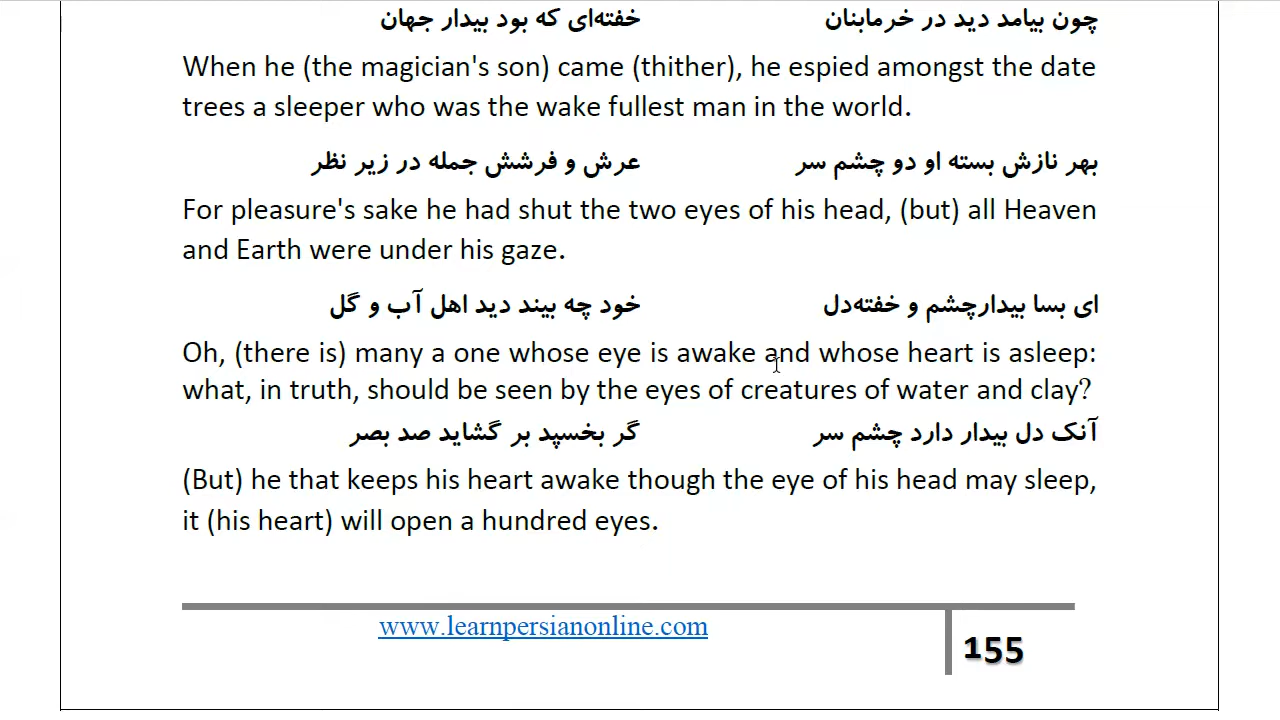 چون بیامد دید در خرمابنان خفته‌ای که بود بیدار جهان
When he (the magician's son) came (thither), he espied amongst the date
trees a sleeper who was the wake fullest man in the world.
بهر نازش بسته او دو چشم سر عرش و فرشش جمله در زیر نظر
For pleasure's sake he had shut the two eyes of his head, (but) all Heaven
and Earth were under his gaze.
ای بسا بیدارچشم و خفته‌دل خود چه بیند دید اهل آب و گل
Oh, (there is) many a one whose eye is awake and whose heart is asleep:
what, in truth, should be seen by the eyes of creatures of water and clay?
آنک دل بیدار دارد چشم سر گر بخسپد بر گشاید صد بصر
(But) he that keeps his heart awake though the eye of his head may sleep,
it (his heart) will open a hundred eyes.
www.learnpersianonline.com
155